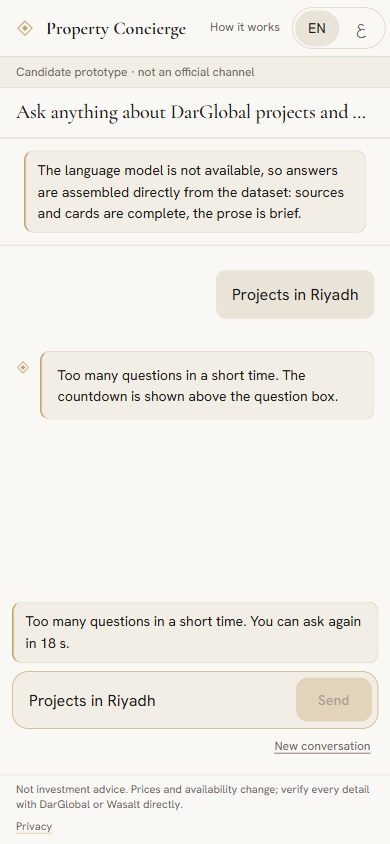 Property Concierge
How it works
EN
ع
Candidate prototype · not an official channel
Ask anything about DarGlobal projects and ...
The language model is not available, so answers
are assembled directly from the dataset: sources
and cards are complete, the prose is brief.
Projects in Riyadh
Too many questions in a short time. The
countdown is shown above the question box.
Too many questions in a short time. You can ask again
in 18 s.
Projects in Riyadh
Send
New conversation
Not investment advice. Prices and availability change; verify every detail
with DarGlobal or Wasalt directly.
Privacy